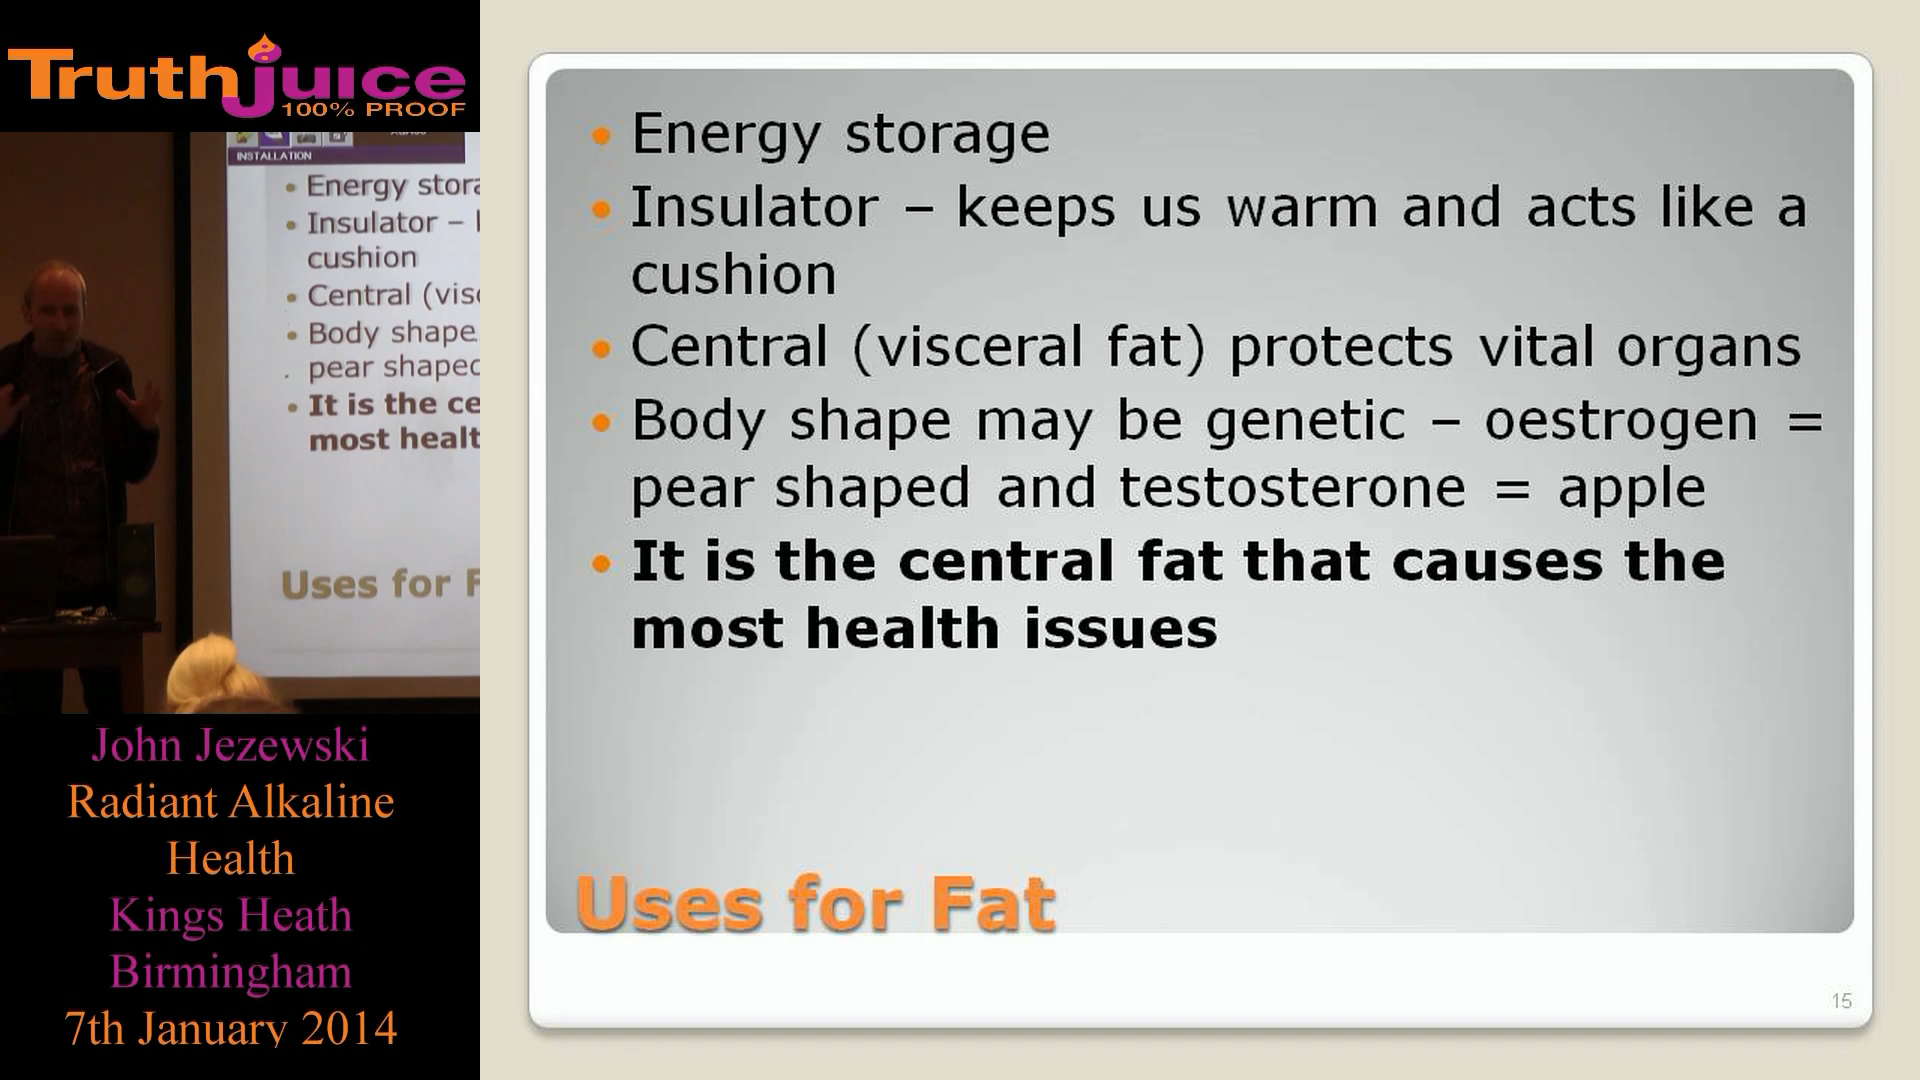 Truthjuice
100% PROOF
INSTALLATION
Energy stor
Insulator –
cushion
Central (visc
Body shape
pear shaped
It is the ce
most healt
Uses for F
John Jezewski
Radiant Alkaline
Health
Kings Heath
Birmingham
7th January 2014
Energy storage
Insulator – keeps us warm and acts like a
cushion
Central (visceral fat) protects vital organs
Body shape may be genetic – oestrogen =
pear shaped and testosterone = apple
It is the central fat that causes the
most health issues
Uses for Fat
15